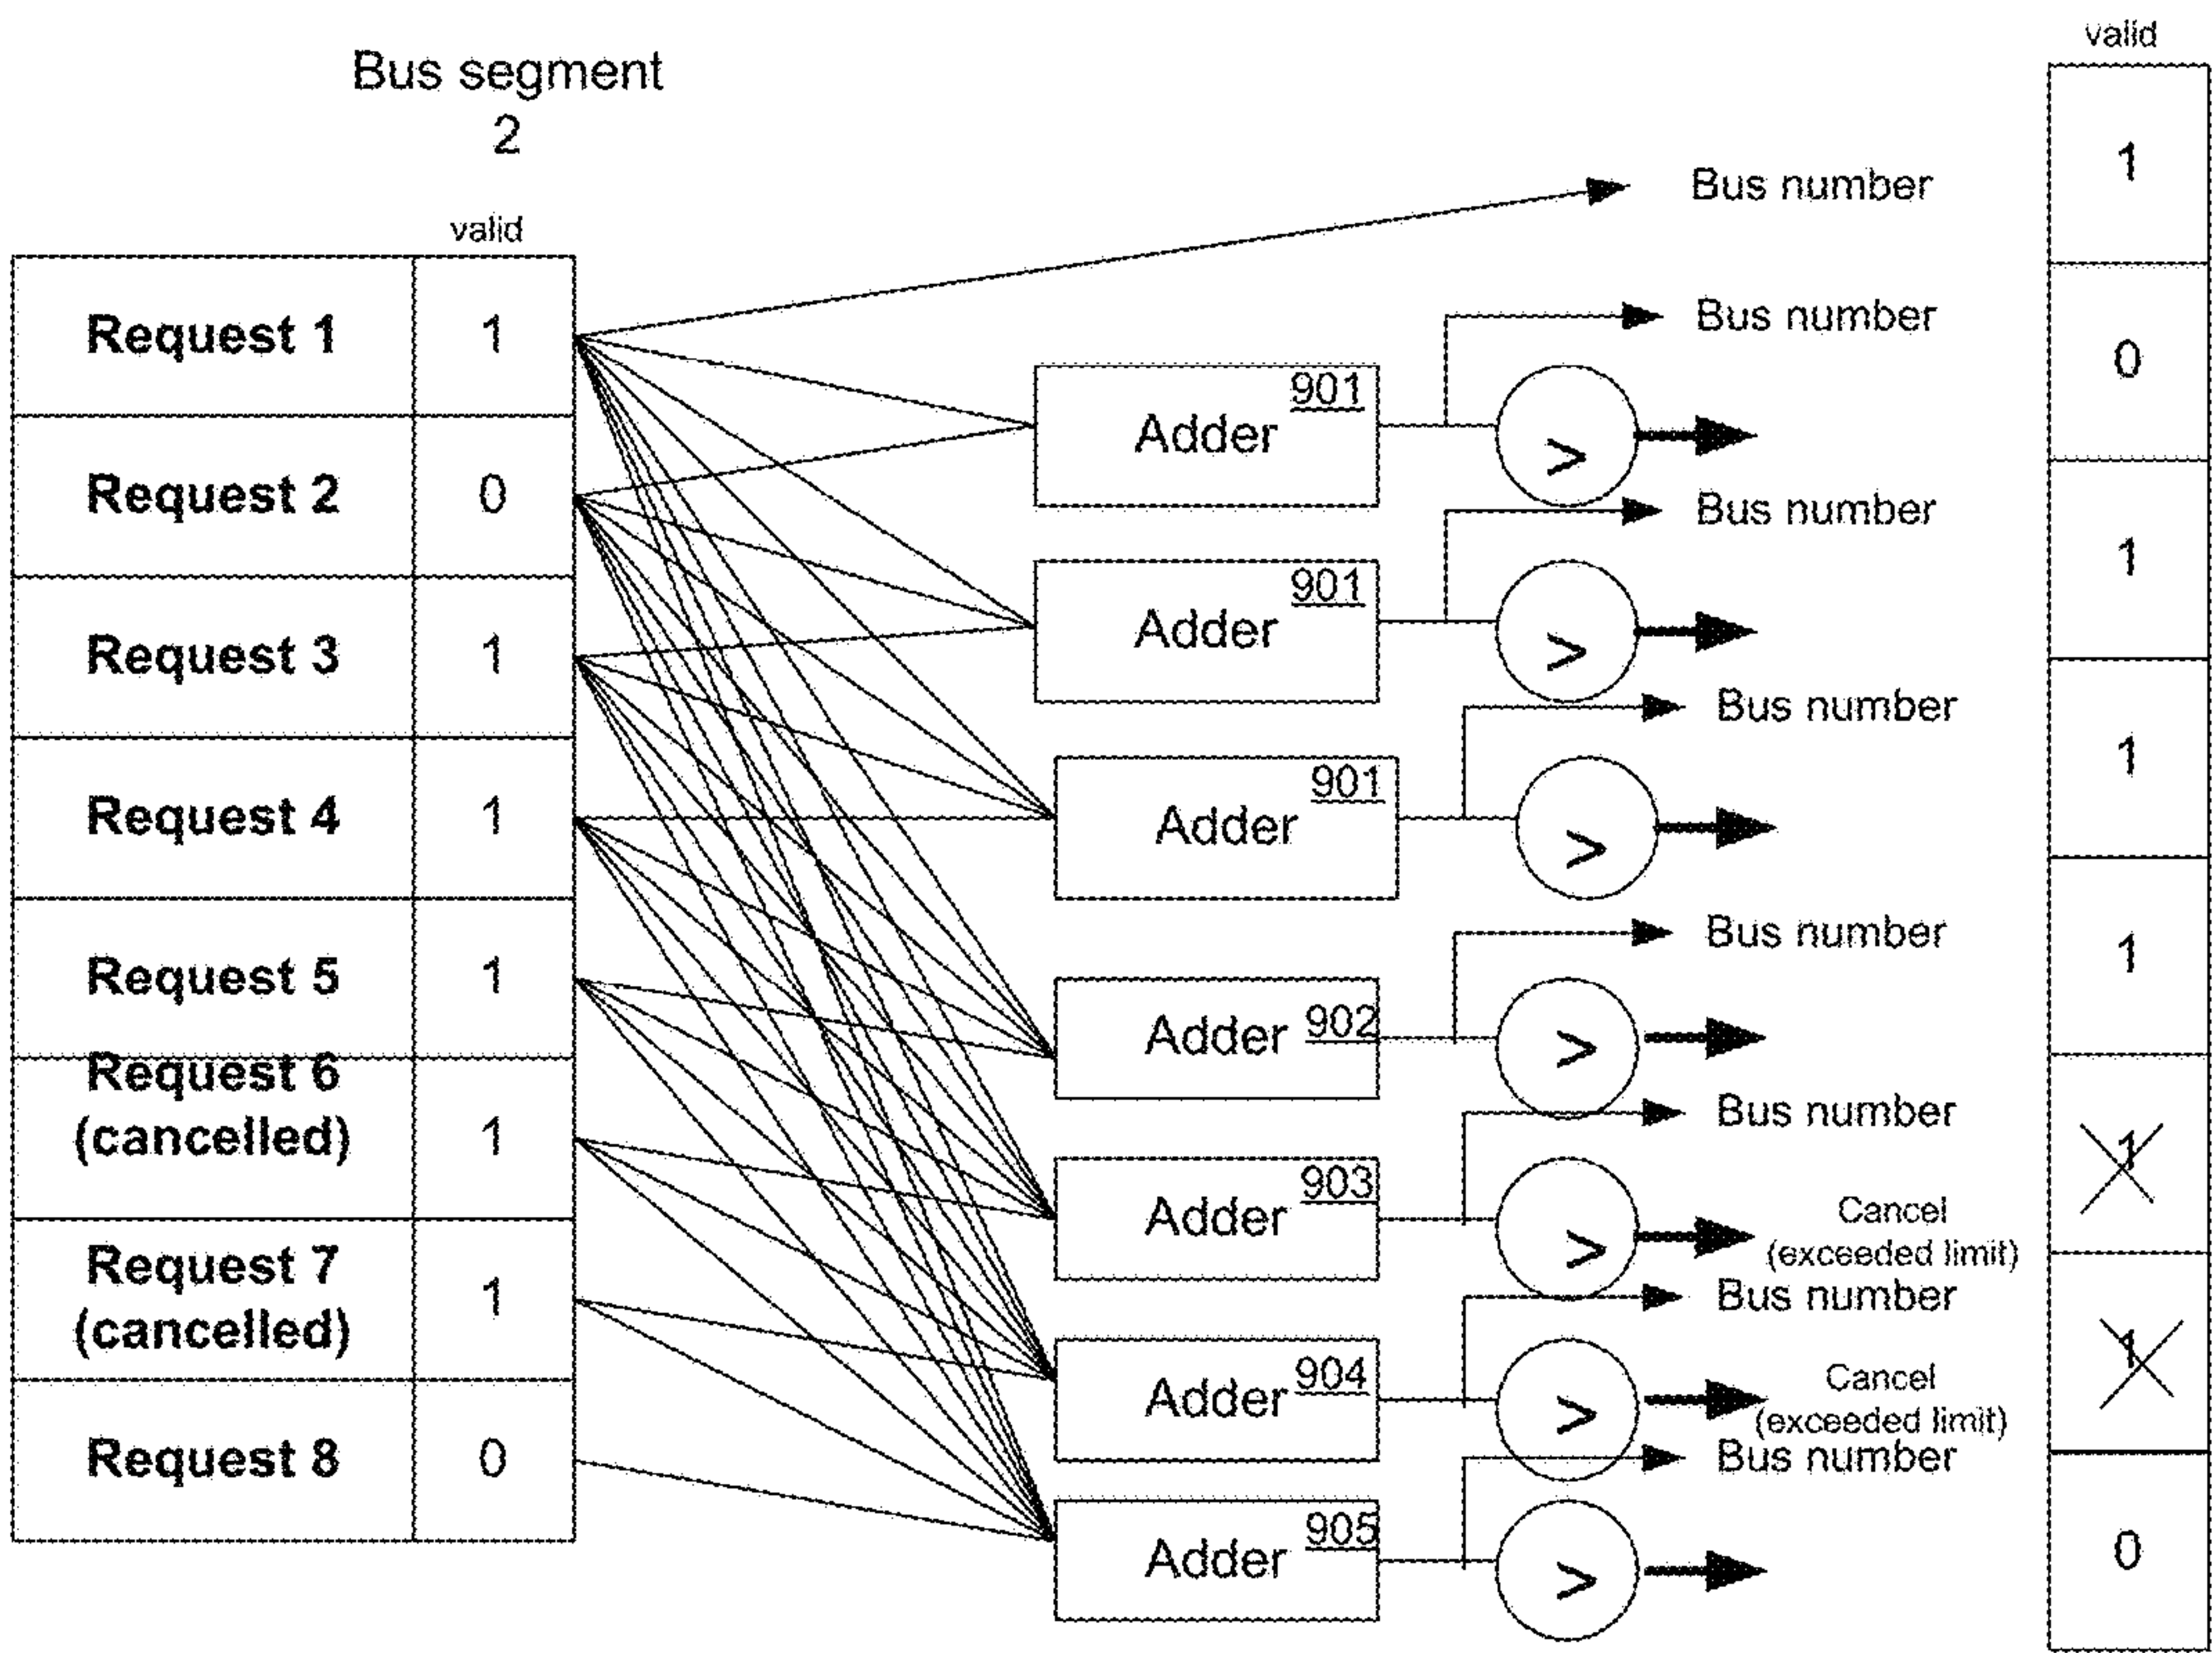 Bus segment
2
valid
Request 1 1
Request 2 0
Request 3 1
Request 4 1
Request 5 1
Request 6
(cancelled) 1
Request 7
(cancelled) 1
Request 8 0
Bus number
Bus number
Adder 901
>
Bus number
Adder 901
>
Bus number
Adder 901
>
Bus number
Adder 902
>
Bus number
Adder 903
>
Cancel
(exceeded limit)
Bus number
Adder 904
>
Cancel
(exceeded limit)
Bus number
Adder 905
>
valid
1
0
1
1
1
1
1
0